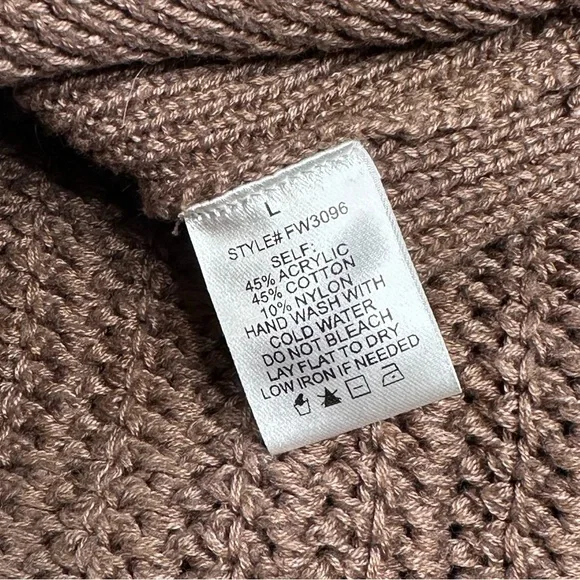 L
STYLE# FW3096
SELF:
45% ACRYLIC
45% COTTON
10% NYLON
HAND WASH WITH
COLD WATER
DO NOT BLEACH
LAY FLAT TO DRY
LOW IRON IF NEEDED